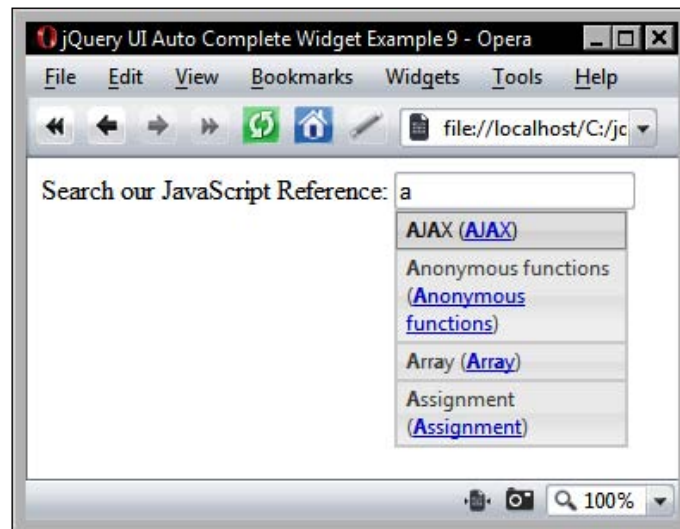 jQuery UI Auto Complete Widget Example 9 - Opera
File Edit View Bookmarks Widgets Tools Help
file://localhost/C:/jc
Search our JavaScript Reference: a
AJAX (AJAX)
Anonymous functions
(Anonymous
functions)
Array (Array)
Assignment
(Assignment)
100%